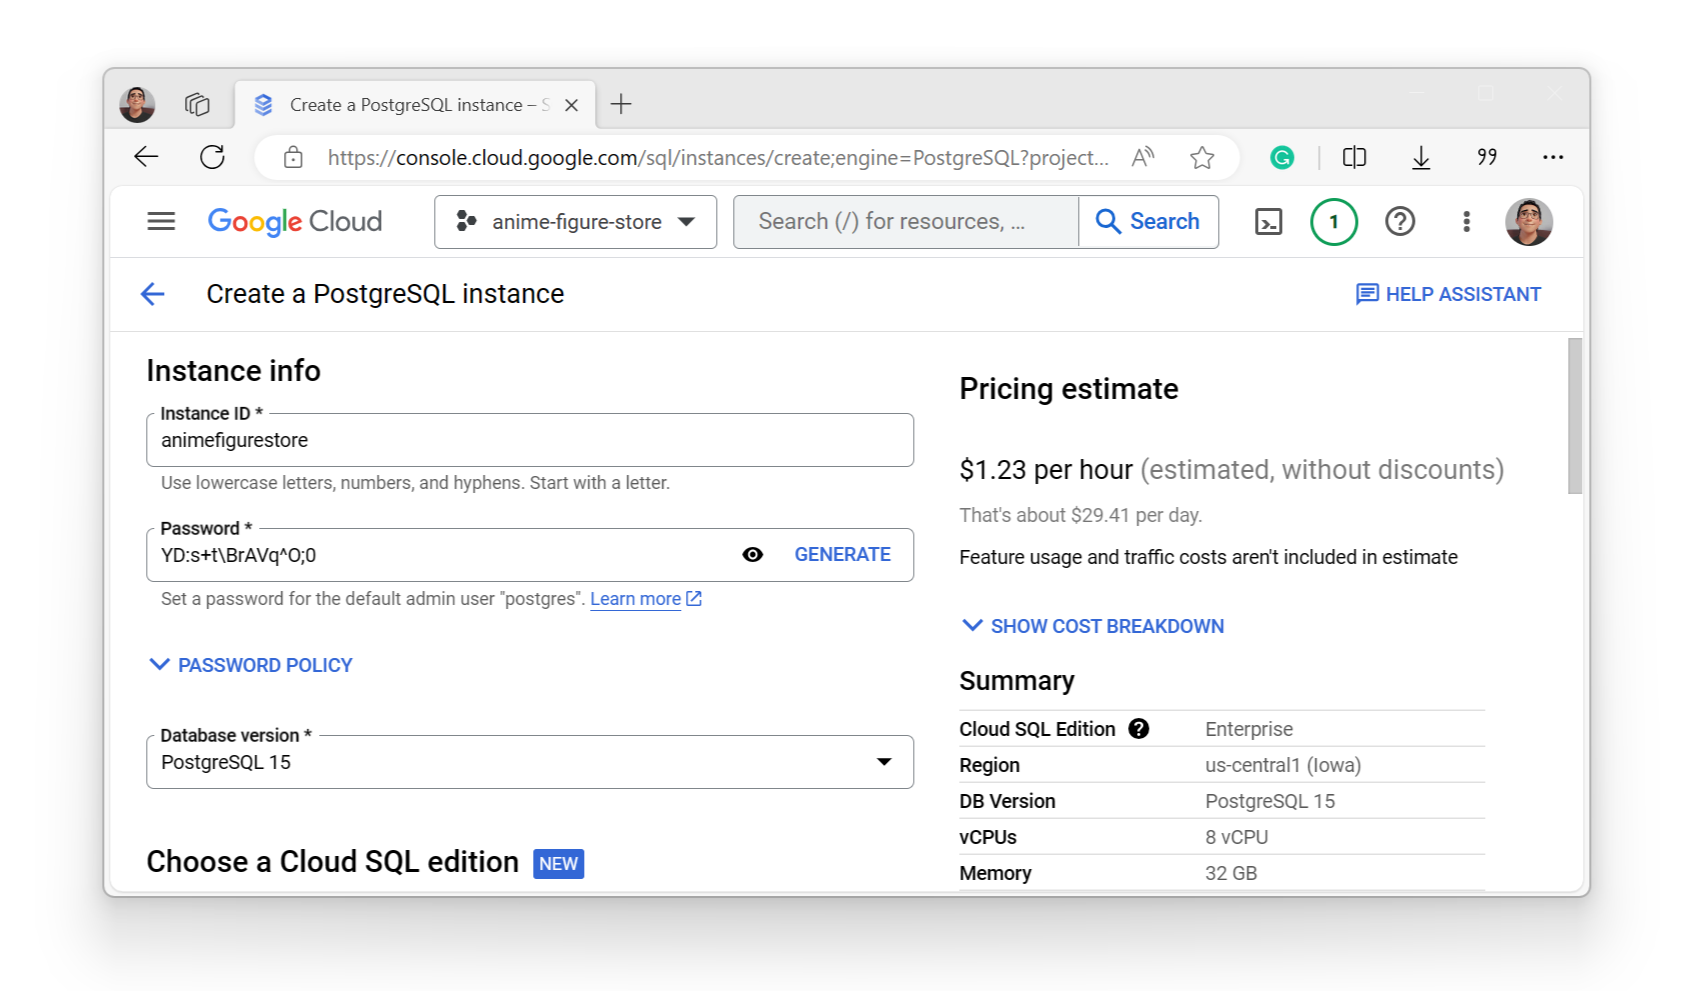 Create a PostgreSQL instance – S
https://console.cloud.google.com/sql/instances/create;engine=PostgreSQL?project...
Google Cloud
anime-figure-store
Search (/) for resources, ...
Search
1
Create a PostgreSQL instance
HELP ASSISTANT
Instance info
Instance ID *
animefigurestore
Use lowercase letters, numbers, and hyphens. Start with a letter.
Password *
YD:s+t\BrAVq^O;0
GENERATE
Set a password for the default admin user "postgres". Learn more
PASSWORD POLICY
Database version *
PostgreSQL 15
Choose a Cloud SQL edition NEW
Pricing estimate
$1.23 per hour (estimated, without discounts)
That's about $29.41 per day.
Feature usage and traffic costs aren't included in estimate
SHOW COST BREAKDOWN
Summary
Cloud SQL Edition Enterprise
Region us-central1 (Iowa)
DB Version PostgreSQL 15
vCPUs 8 vCPU
Memory 32 GB